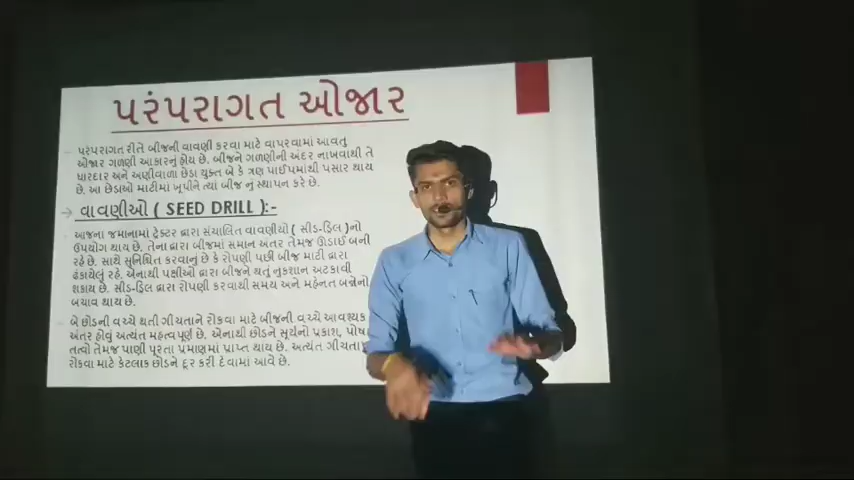 પરંપરાગત ઓજાર
પરંપરાગત રીતે બીજની વાવણી કરવા માટે વાપરવામાં આવતુ
ઓજાર ગળણી આકારનું હોય છે. બીજને ગળણીની અંદર નાખવાથી તે
ધારદાર અને અણીવાળા છેડા યુક્ત બે કે ત્રણ પાઈપમાંથી પસાર થાય
છે. આ છેડાઓ માટીમાં ખૂપીને ત્યાં બીજ નુ સ્થાપન કરે છે.
→ વાવણીઓ ( SEED DRILL ):-
આજના જમાનામાં ટ્રેક્ટર દ્વારા સંચાલિત વાવણીયો ( સીડ-ડ્રિલ )નો
ઉપયોગ થાય છે. તેના દ્વારા બીજમાં સમાન અંતર તેમજ ઊંડાઈ બની
રહે છે. સાથે સુનિશ્ચિત કરવાનું છે કે રોપણી પછી બીજ માટી દ્વારા
ઢંકાયેલું રહે. એનાથી પક્ષીઓ દ્વારા બીજને થતું નુકશાન અટકાવી
શકાય છે. સીડ-ડ્રિલ દ્વારા રોપણી કરવાથી સમય અને મહેનત બન્નેનો
બચાવ થાય છે.
બે છોડની વચ્ચે થતી ગીચતાને રોકવા માટે બીજની વચ્ચે આવશ્યક
અંતર હોવું અત્યંત મહત્વપૂર્ણ છે. એનાથી છોડને સૂર્યનો પ્રકાશ,
તત્વો તેમજ પાણી પૂરતા પ્રમાણમાં પ્રાપ્ત થાય છે. અત્યંત
રોકવા માટે કેટલાક છોડને દૂર કરી દેવામા આવે છે.